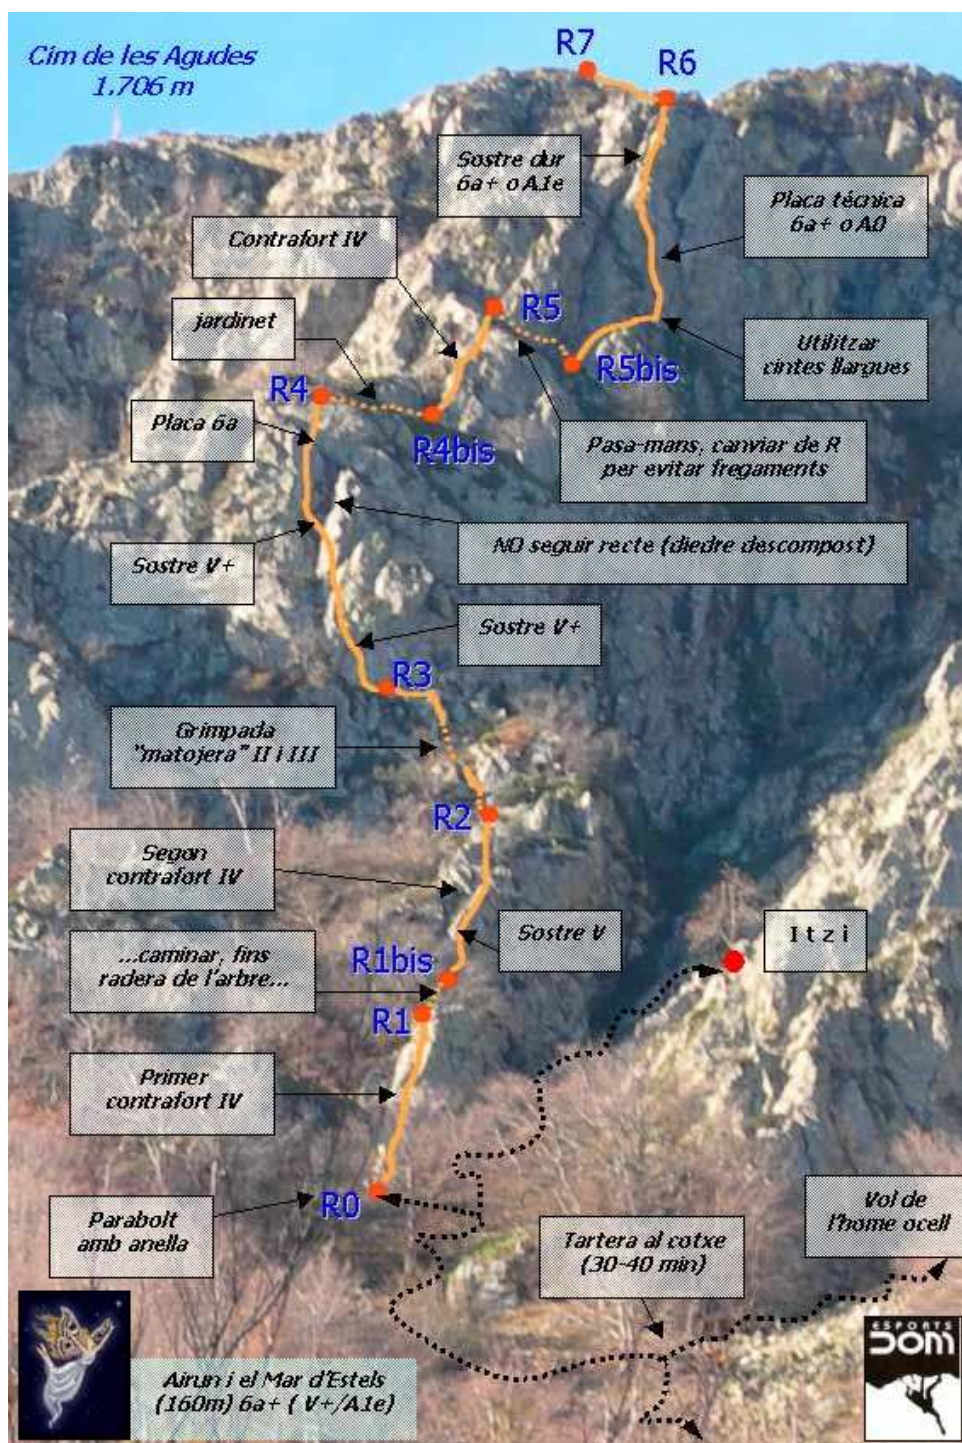 Cim de les Agudes
1.706 m
R7
R6
Sostre dur
6a+ o A1e
Placa técnica
6a+ o A0
Contrafort IV
jardinet
R5
R5bis
Utilitzar
cintes llargues
R4
Placa 6a
R4bis
Pasa-mans, canviar de R
per evitar fregaments
NO seguir recte (diedre descompost)
Sostre V+
Sostre V+
R3
Grimpada
"matojera" II i III
R2
Segon
contrafort IV
Sostre V
Itzi
...caminar, fins
radera de l'arbre...
R1bis
R1
Primer
contrafort IV
R0
Parabolt
amb anella
Vol de
l'home ocell
Tartera al cotxe
(30-40 min)
Airun i el Mar d'Estels
(160m) 6a+ ( V+/A1e)
ESPORTS
DOM